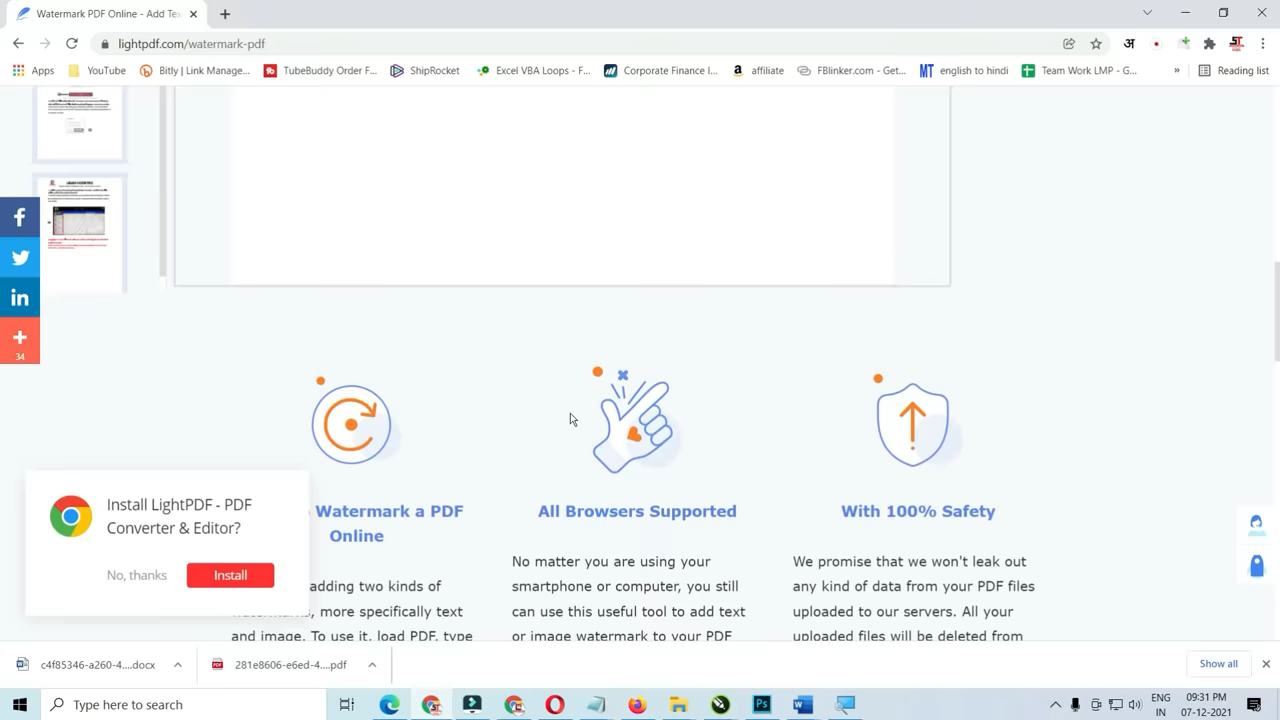 Watermark PDF Online - Add Tex
lightpdf.com/watermark-pdf
अ
Apps
YouTube
Bitly | Link Manage...
TubeBuddy Order F...
ShipRocket
Excel VBA Loops - F...
Corporate Finance I...
affiliate
FBlinker.com - Get...
MT english to hindi
Team Work LMP - G...
»
Reading list
34
Install LightPDF - PDF
Converter & Editor?
No, thanks
Install
Watermark a PDF
Online
adding two kinds of
more specifically text
and image. To use it, load PDF, type
All Browsers Supported
No matter you are using your
smartphone or computer, you still
can use this useful tool to add text
or image watermark to your PDF
With 100% Safety
We promise that we won't leak out
any kind of data from your PDF files
uploaded to our servers. All your
uploaded files will be deleted from
c4f85346-a260-4....docx
281e8606-e6ed-4....pdf
Show all
Type here to search
Ps
ENG
IN
09:31 PM
07-12-2021